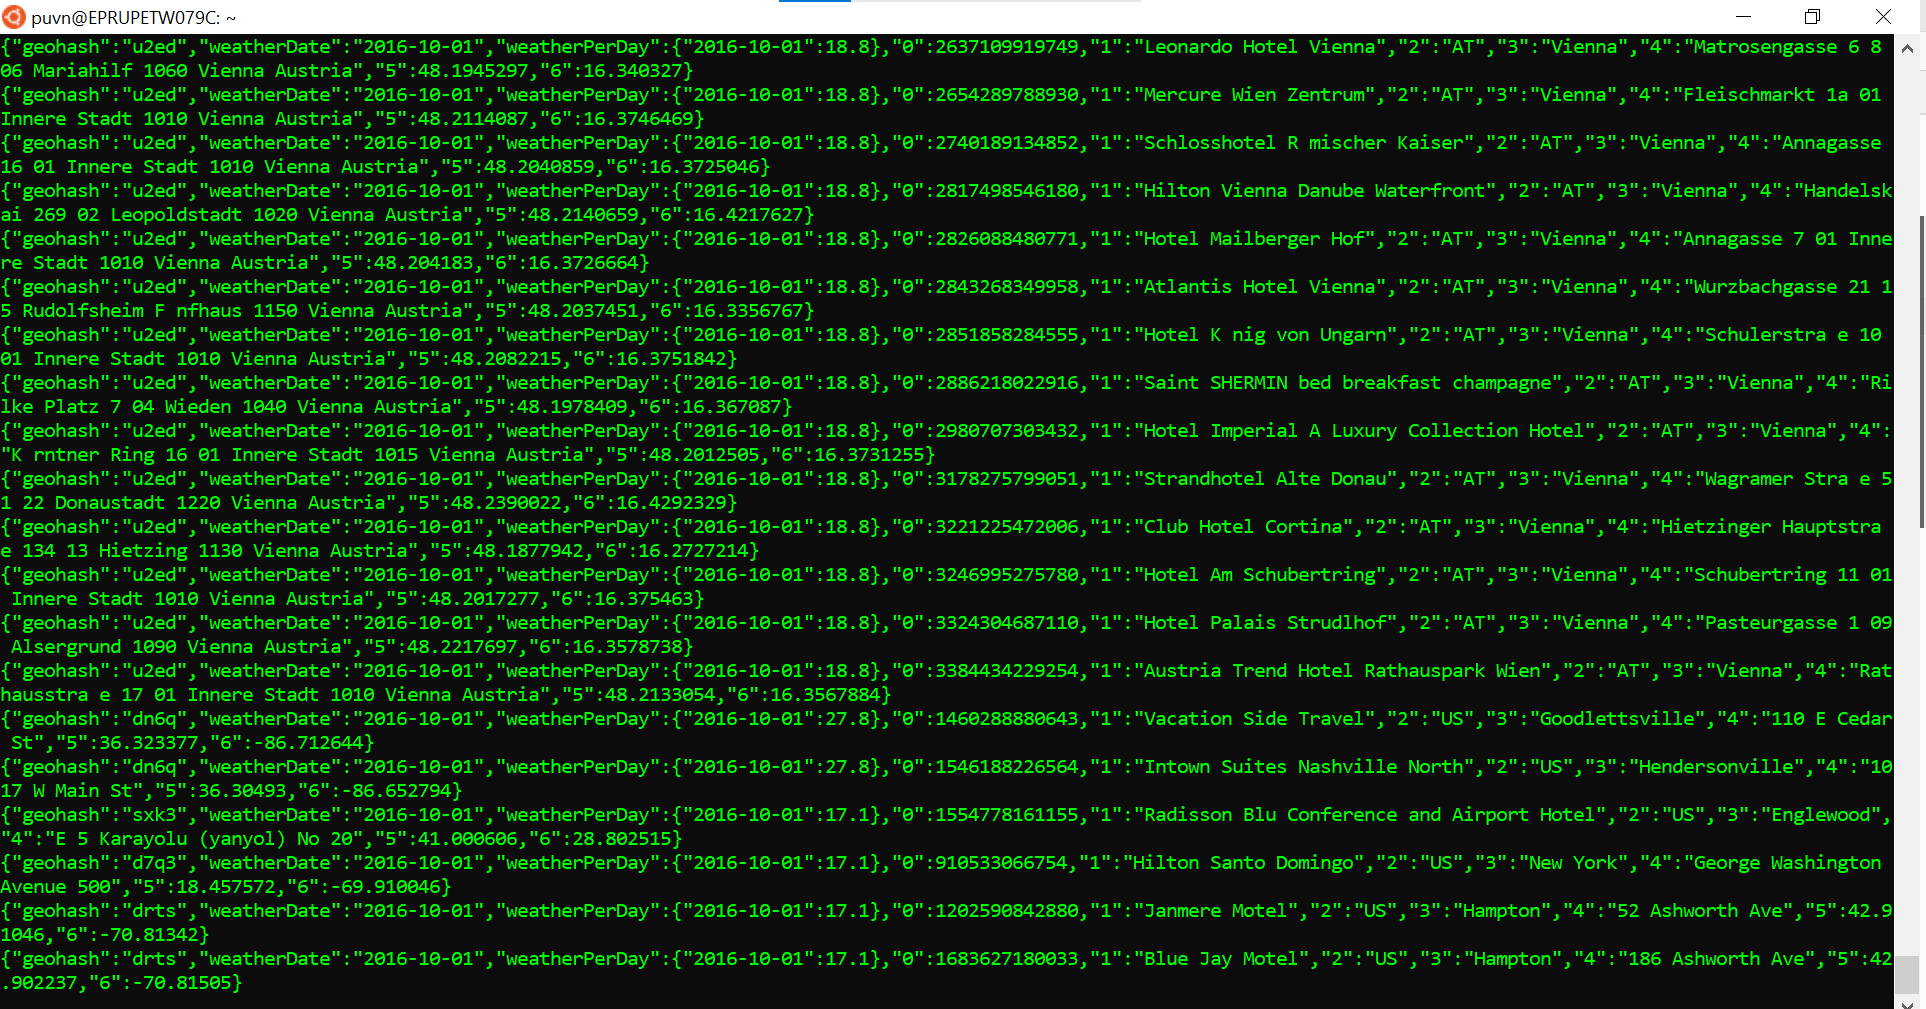 puvn@EPRUPETW079C: ~
{"geohash":"u2ed","weatherDate":"2016-10-01","weatherPerDay":{"2016-10-01":18.8},"0":2637109919749,"1":"Leonardo Hotel Vienna","2":"AT","3":"Vienna","4":"Matrosengasse 6 8
06 Mariahilf 1060 Vienna Austria","5":48.1945297,"6":16.340327}
{"geohash":"u2ed","weatherDate":"2016-10-01","weatherPerDay":{"2016-10-01":18.8},"0":2654289788930,"1":"Mercure Wien Zentrum","2":"AT","3":"Vienna","4":"Fleischmarkt 1a 01
Innere Stadt 1010 Vienna Austria","5":48.2114087,"6":16.3746469}
{"geohash":"u2ed","weatherDate":"2016-10-01","weatherPerDay":{"2016-10-01":18.8},"0":2740189134852,"1":"Schlosshotel R mischer Kaiser","2":"AT","3":"Vienna","4":"Annagasse
16 01 Innere Stadt 1010 Vienna Austria","5":48.2040859,"6":16.3725046}
{"geohash":"u2ed","weatherDate":"2016-10-01","weatherPerDay":{"2016-10-01":18.8},"0":2817498546180,"1":"Hilton Vienna Danube Waterfront","2":"AT","3":"Vienna","4":"Handelsk
ai 269 02 Leopoldstadt 1020 Vienna Austria","5":48.2140659,"6":16.4217627}
{"geohash":"u2ed","weatherDate":"2016-10-01","weatherPerDay":{"2016-10-01":18.8},"0":2826088480771,"1":"Hotel Mailberger Hof","2":"AT","3":"Vienna","4":"Annagasse 7 01 Inne
re Stadt 1010 Vienna Austria","5":48.204183,"6":16.3726664}
{"geohash":"u2ed","weatherDate":"2016-10-01","weatherPerDay":{"2016-10-01":18.8},"0":2843268349958,"1":"Atlantis Hotel Vienna","2":"AT","3":"Vienna","4":"Wurzbachgasse 21 1
5 Rudolfsheim F nfhaus 1150 Vienna Austria","5":48.2037451,"6":16.3356767}
{"geohash":"u2ed","weatherDate":"2016-10-01","weatherPerDay":{"2016-10-01":18.8},"0":2851858284555,"1":"Hotel K nig von Ungarn","2":"AT","3":"Vienna","4":"Schulerstra e 10
01 Innere Stadt 1010 Vienna Austria","5":48.2082215,"6":16.3751842}
{"geohash":"u2ed","weatherDate":"2016-10-01","weatherPerDay":{"2016-10-01":18.8},"0":2886218022916,"1":"Saint SHERMIN bed breakfast champagne","2":"AT","3":"Vienna","4":"Ri
lke Platz 7 04 Wieden 1040 Vienna Austria","5":48.1978409,"6":16.367087}
{"geohash":"u2ed","weatherDate":"2016-10-01","weatherPerDay":{"2016-10-01":18.8},"0":2980707303432,"1":"Hotel Imperial A Luxury Collection Hotel","2":"AT","3":"Vienna","4":
"K rntner Ring 16 01 Innere Stadt 1015 Vienna Austria","5":48.2012505,"6":16.3731255}
{"geohash":"u2ed","weatherDate":"2016-10-01","weatherPerDay":{"2016-10-01":18.8},"0":3178275799051,"1":"Strandhotel Alte Donau","2":"AT","3":"Vienna","4":"Wagramer Stra e 5
1 22 Donaustadt 1220 Vienna Austria","5":48.2390022,"6":16.4292329}
{"geohash":"u2ed","weatherDate":"2016-10-01","weatherPerDay":{"2016-10-01":18.8},"0":3221225472006,"1":"Club Hotel Cortina","2":"AT","3":"Vienna","4":"Hietzinger Hauptstra
e 134 13 Hietzing 1130 Vienna Austria","5":48.1877942,"6":16.2727214}
{"geohash":"u2ed","weatherDate":"2016-10-01","weatherPerDay":{"2016-10-01":18.8},"0":3246995275780,"1":"Hotel Am Schubertring","2":"AT","3":"Vienna","4":"Schubertring 11 01
 Innere Stadt 1010 Vienna Austria","5":48.2017277,"6":16.375463}
{"geohash":"u2ed","weatherDate":"2016-10-01","weatherPerDay":{"2016-10-01":18.8},"0":3324304687110,"1":"Hotel Palais Strudlhof","2":"AT","3":"Vienna","4":"Pasteurgasse 1 09
 Alsergrund 1090 Vienna Austria","5":48.2217697,"6":16.3578738}
{"geohash":"u2ed","weatherDate":"2016-10-01","weatherPerDay":{"2016-10-01":18.8},"0":3384434229254,"1":"Austria Trend Hotel Rathauspark Wien","2":"AT","3":"Vienna","4":"Rat
hausstra e 17 01 Innere Stadt 1010 Vienna Austria","5":48.2133054,"6":16.3567884}
{"geohash":"dn6q","weatherDate":"2016-10-01","weatherPerDay":{"2016-10-01":27.8},"0":1460288880643,"1":"Vacation Side Travel","2":"US","3":"Goodlettsville","4":"110 E Cedar
 St","5":36.323377,"6":-86.712644}
{"geohash":"dn6q","weatherDate":"2016-10-01","weatherPerDay":{"2016-10-01":27.8},"0":1546188226564,"1":"Intown Suites Nashville North","2":"US","3":"Hendersonville","4":"10
17 W Main St","5":36.30493,"6":-86.652794}
{"geohash":"sxk3","weatherDate":"2016-10-01","weatherPerDay":{"2016-10-01":17.1},"0":1554778161155,"1":"Radisson Blu Conference and Airport Hotel","2":"US","3":"Englewood",
"4":"E 5 Karayolu (yanyol) No 20","5":41.000606,"6":28.802515}
{"geohash":"d7q3","weatherDate":"2016-10-01","weatherPerDay":{"2016-10-01":17.1},"0":910533066754,"1":"Hilton Santo Domingo","2":"US","3":"New York","4":"George Washington
Avenue 500","5":18.457572,"6":-69.910046}
{"geohash":"drts","weatherDate":"2016-10-01","weatherPerDay":{"2016-10-01":17.1},"0":1202590842880,"1":"Janmere Motel","2":"US","3":"Hampton","4":"52 Ashworth Ave","5":42.9
1046,"6":-70.81342}
{"geohash":"drts","weatherDate":"2016-10-01","weatherPerDay":{"2016-10-01":17.1},"0":1683627180033,"1":"Blue Jay Motel","2":"US","3":"Hampton","4":"186 Ashworth Ave","5":42
.902237,"6":-70.81505}